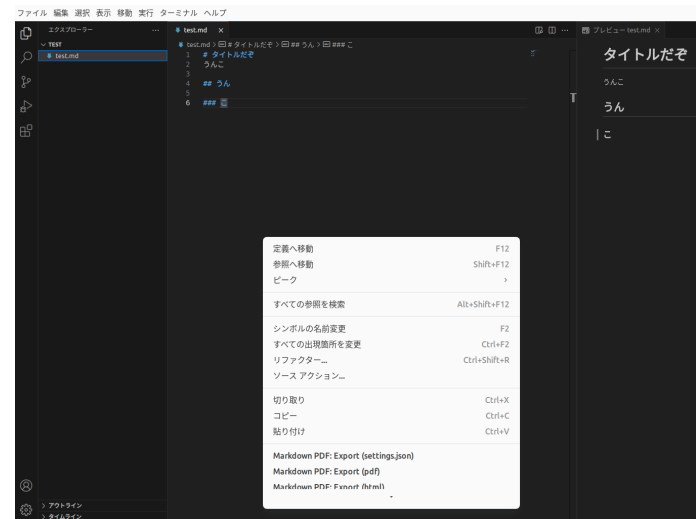 ファイル 編集 選択 表示 移動 実行 ターミナル ヘルプ
エクスプローラー ...
TEST
test.md
アウトライン
タイムライン
test.md ×
test.md > # タイトルだぞ > ## うん > ### こ
1 # タイトルだぞ
2 うんこ
3
4 ## うん
5
6 ### こ
プレビュー test.md ×
タイトルだぞ
うんこ
うん
こ
定義へ移動 F12
参照へ移動 Shift+F12
ピーク >
すべての参照を検索 Alt+Shift+F12
シンボルの名前変更 F2
すべての出現箇所を変更 Ctrl+F2
リファクター... Ctrl+Shift+R
ソース アクション...
切り取り Ctrl+X
コピー Ctrl+C
貼り付け Ctrl+V
Markdown PDF: Export (settings.json)
Markdown PDF: Export (pdf)
Markdown PDF: Export (html)